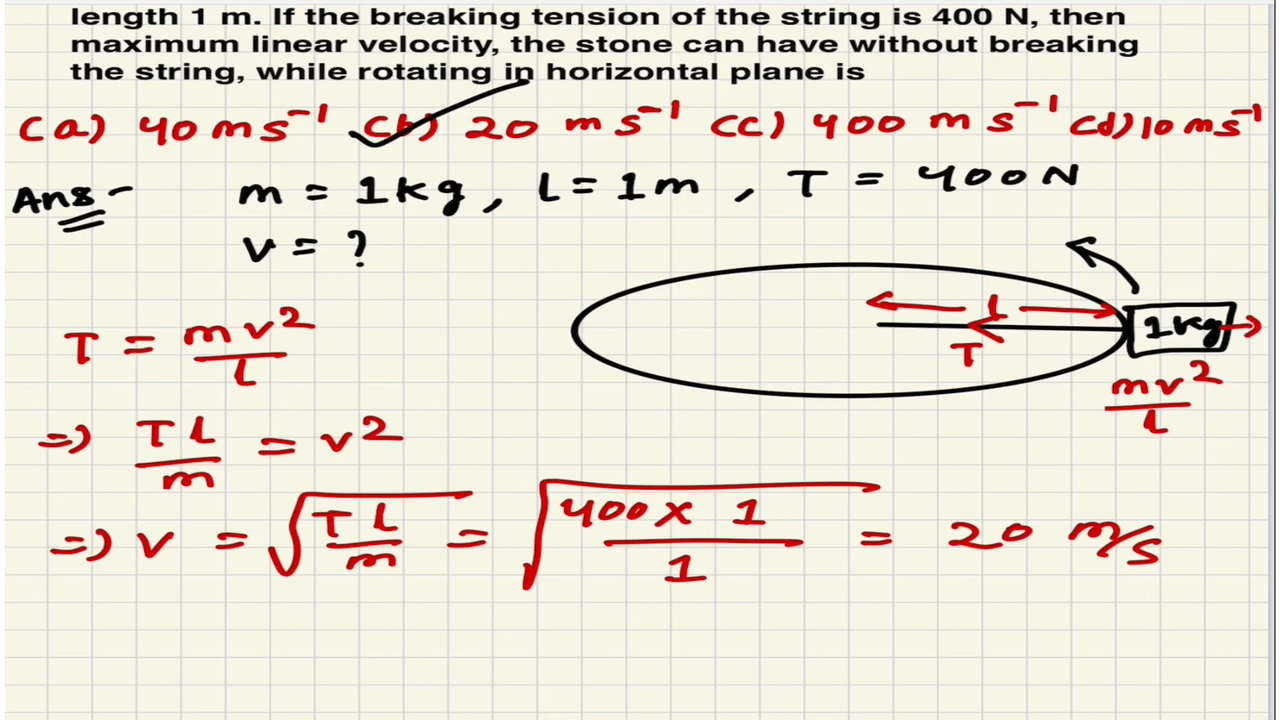 length 1 m. If the breaking tension of the string is 400 N, then
maximum linear velocity, the stone can have without breaking
the string, while rotating in horizontal plane is
(a) 40 ms⁻¹ (b) 20 ms⁻¹ (c) 400 ms⁻¹ (d) 10 ms⁻¹
Ans - m = 1kg, L = 1m, T = 400N
v = ?
L
1kg
T
T = mv²/L
mv²/L
=) TL/m = v²
=) v = √(TL/m) = √(400 × 1/1) = 20 m/s